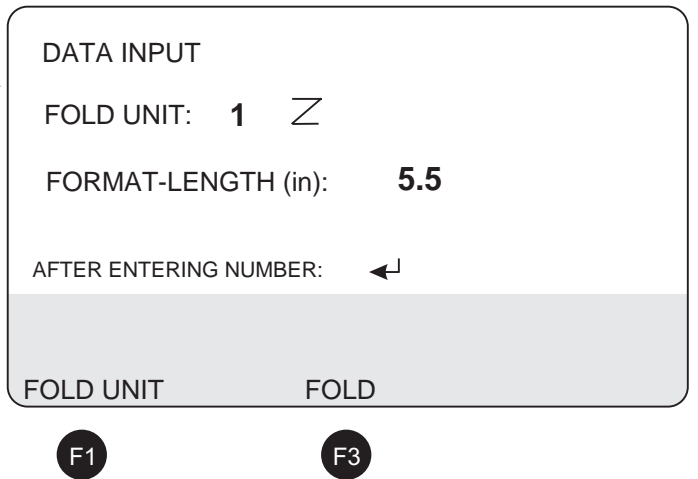 DATA INPUT
FOLD UNIT: 1
FORMAT-LENGTH (in): 5.5
AFTER ENTERING NUMBER:
FOLD UNIT FOLD
F1 F3